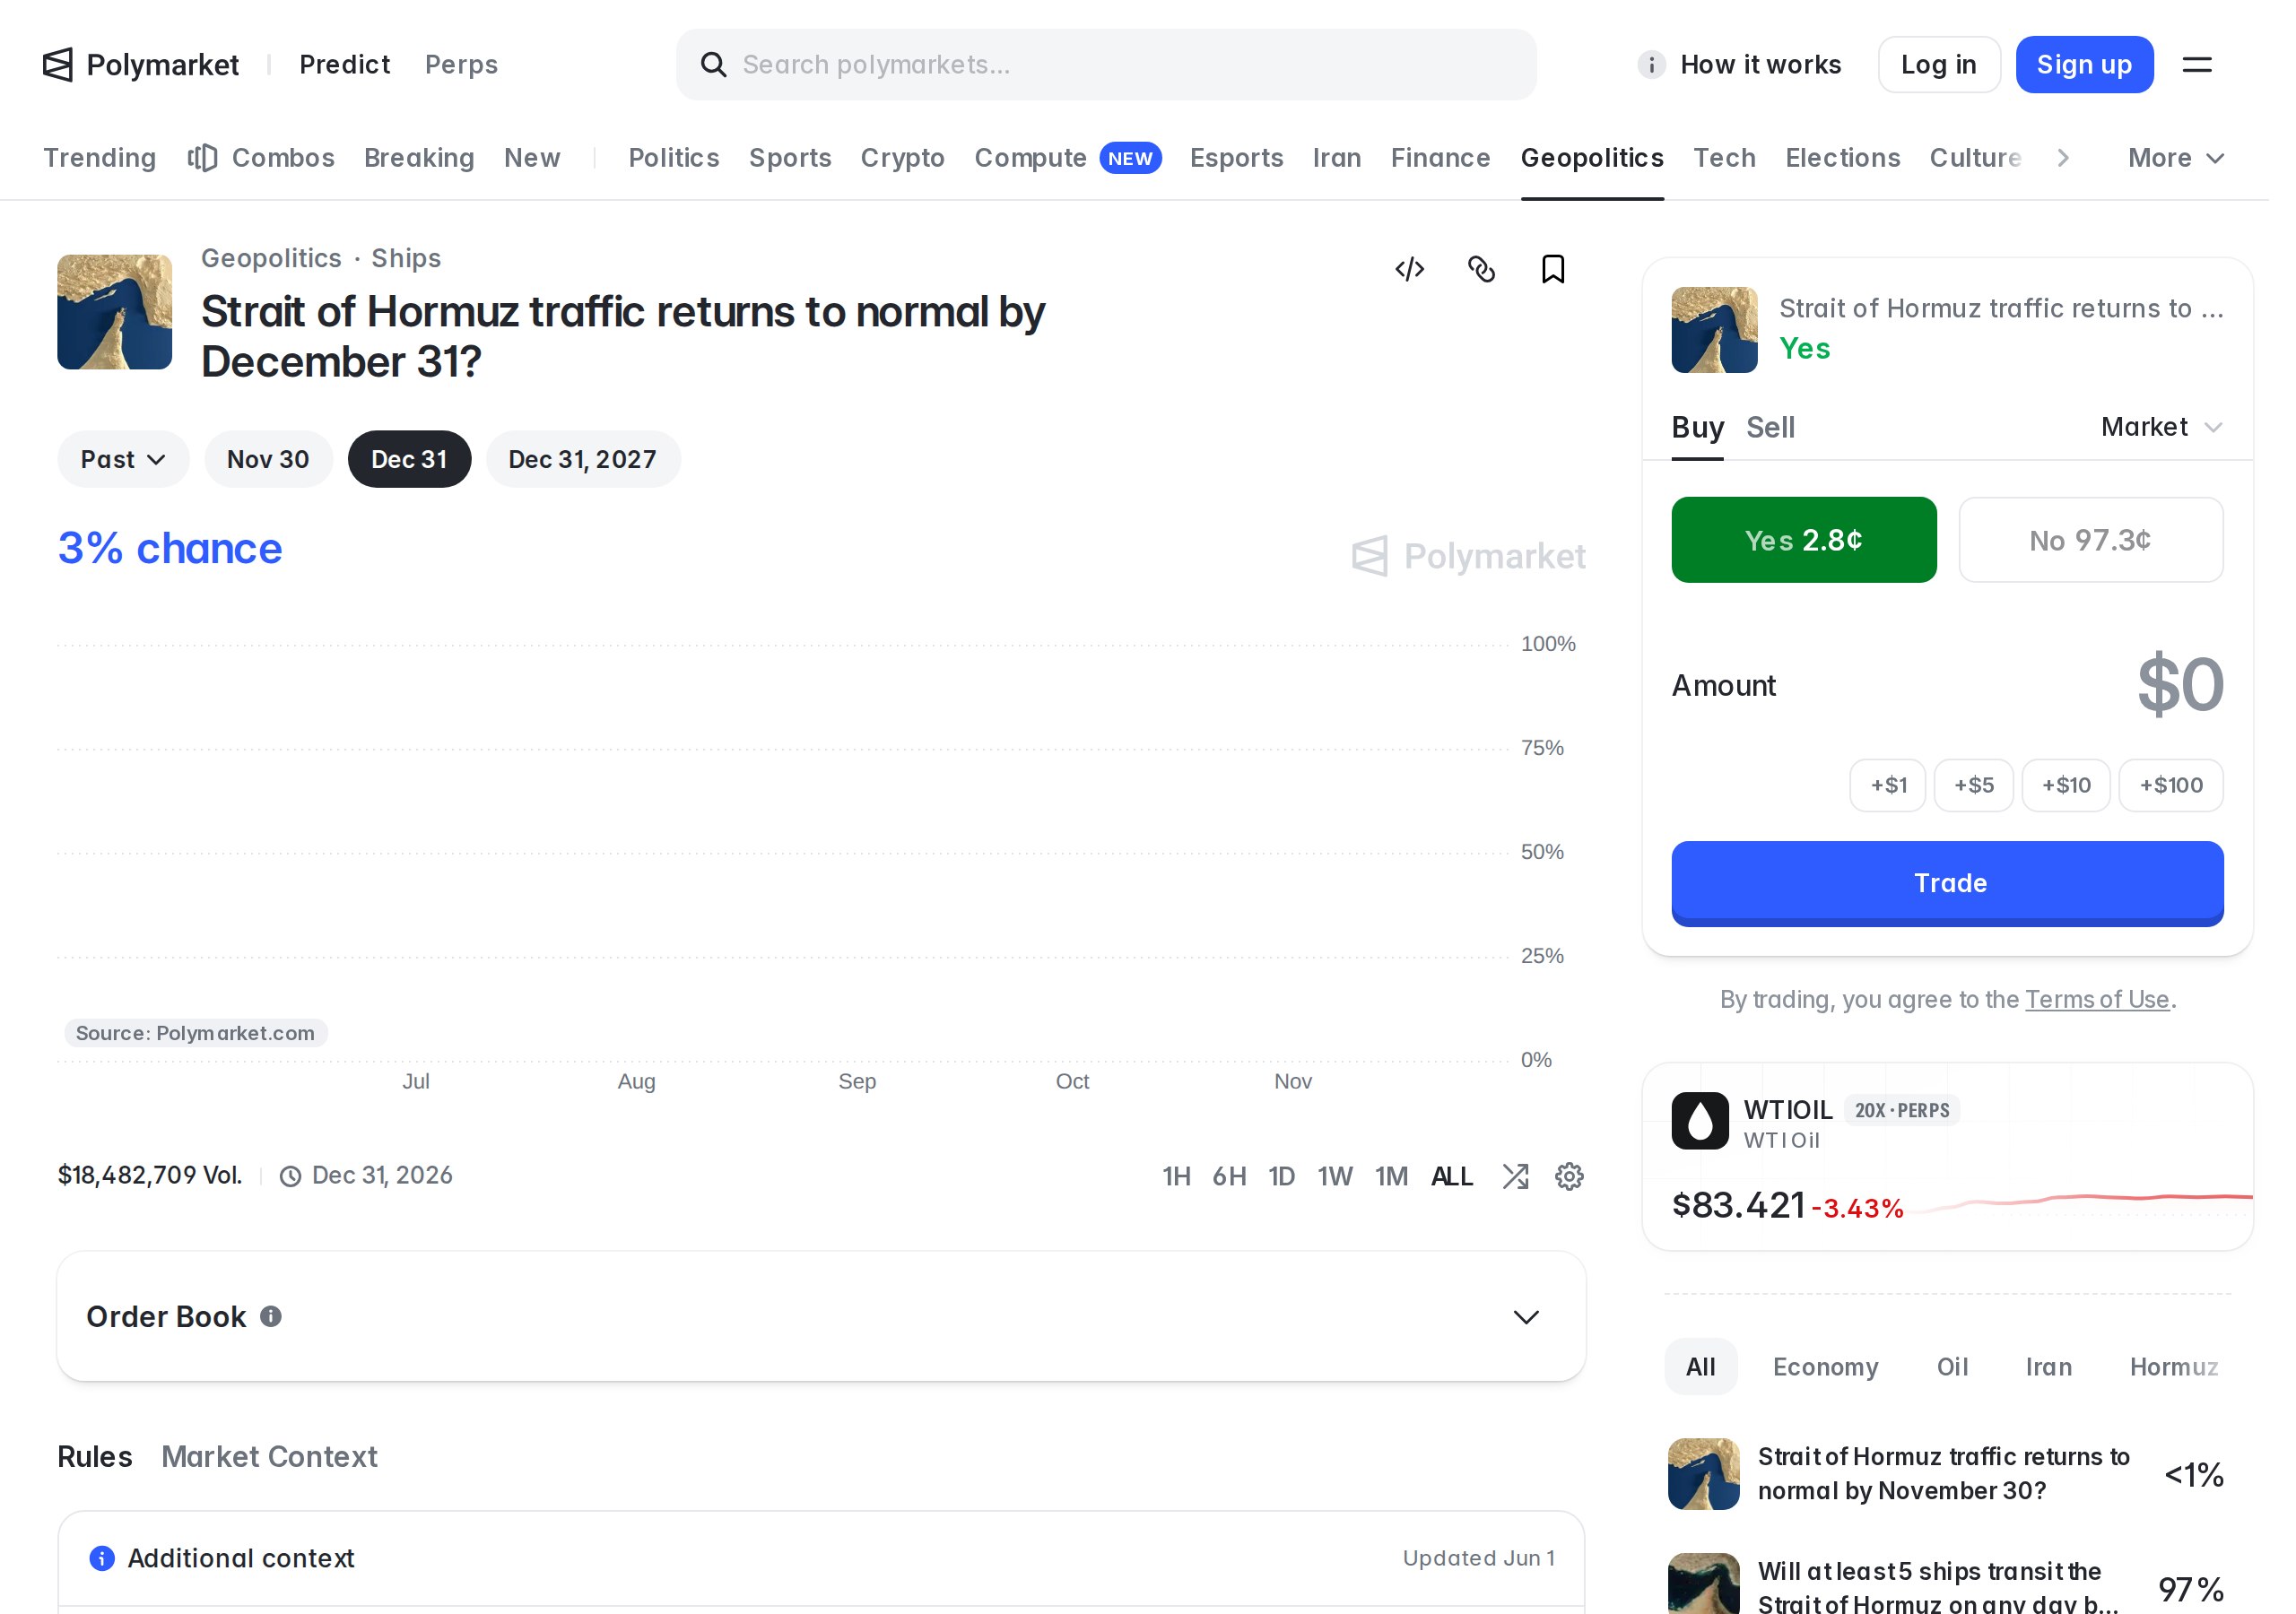 Polymarket
Predict
Perps
Search polymarkets...
How it works
Log in
Sign up
Trending
Combos
Breaking
New
Politics
Sports
Crypto
Compute NEW
Esports
Iran
Finance
Geopolitics
Tech
Elections
Culture
More
Geopolitics · Ships
Strait of Hormuz traffic returns to normal by
December 31?
Past
Nov 30
Dec 31
Dec 31, 2027
3% chance
Polymarket
100%
75%
50%
25%
0%
Source: Polymarket.com
Jul
Aug
Sep
Oct
Nov
$18,482,709 Vol.
Dec 31, 2026
1H
6H
1D
1W
1M
ALL
Order Book
Rules
Market Context
Additional context
Updated Jun 1
Strait of Hormuz traffic returns to ...
Yes
Buy
Sell
Market
Yes 2.8¢
No 97.3¢
Amount
$0
+$1
+$5
+$10
+$100
Trade
By trading, you agree to the Terms of Use.
WTIOIL
20X · PERPS
WTI Oil
$83.421 -3.43%
All
Economy
Oil
Iran
Hormuz
Strait of Hormuz traffic returns to
normal by November 30?
<1%
Will at least 5 ships transit the
Strait of Hormuz on any day b...
97%